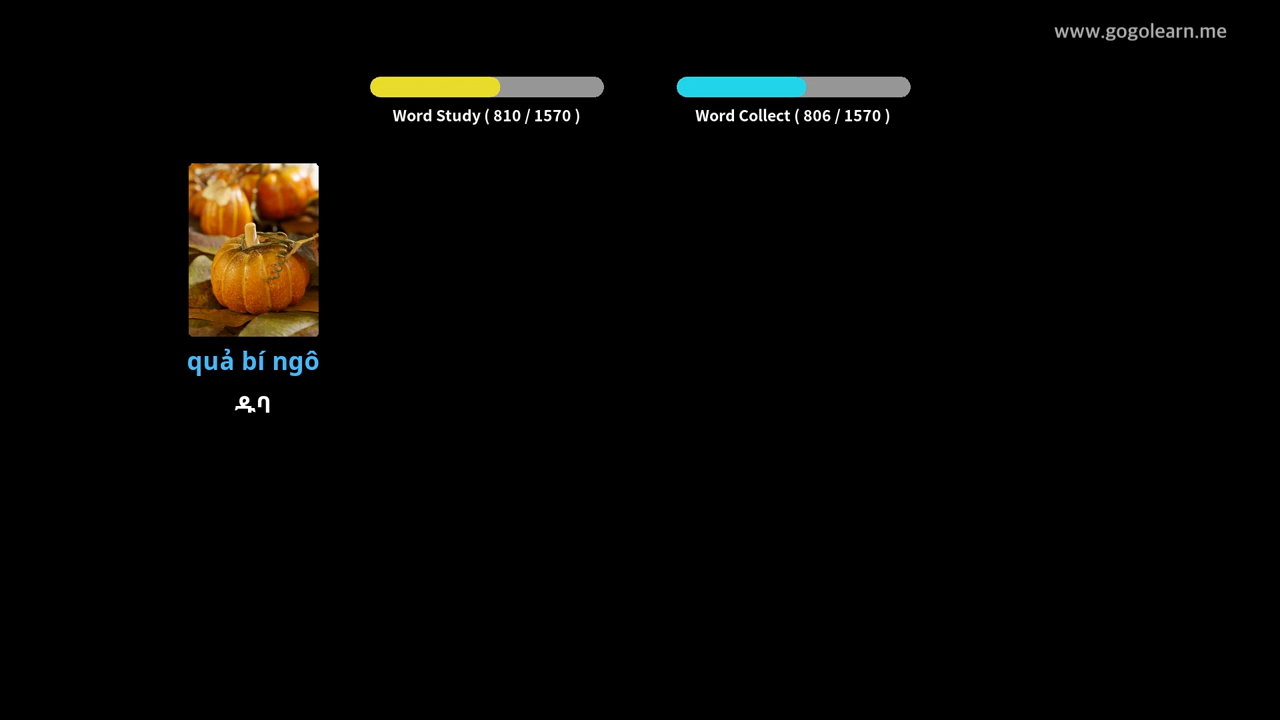 www.gogolearn.me
Word Study ( 810 / 1570 )
Word Collect ( 806 / 1570 )
quả bí ngô
ዱባ